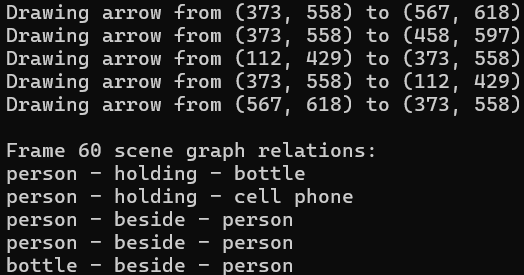 Drawing arrow from (373, 558) to (567, 618)
Drawing arrow from (373, 558) to (458, 597)
Drawing arrow from (112, 429) to (373, 558)
Drawing arrow from (373, 558) to (112, 429)
Drawing arrow from (567, 618) to (373, 558)
Frame 60 scene graph relations:
person - holding - bottle
person - holding - cell phone
person - beside - person
person - beside - person
bottle - beside - person